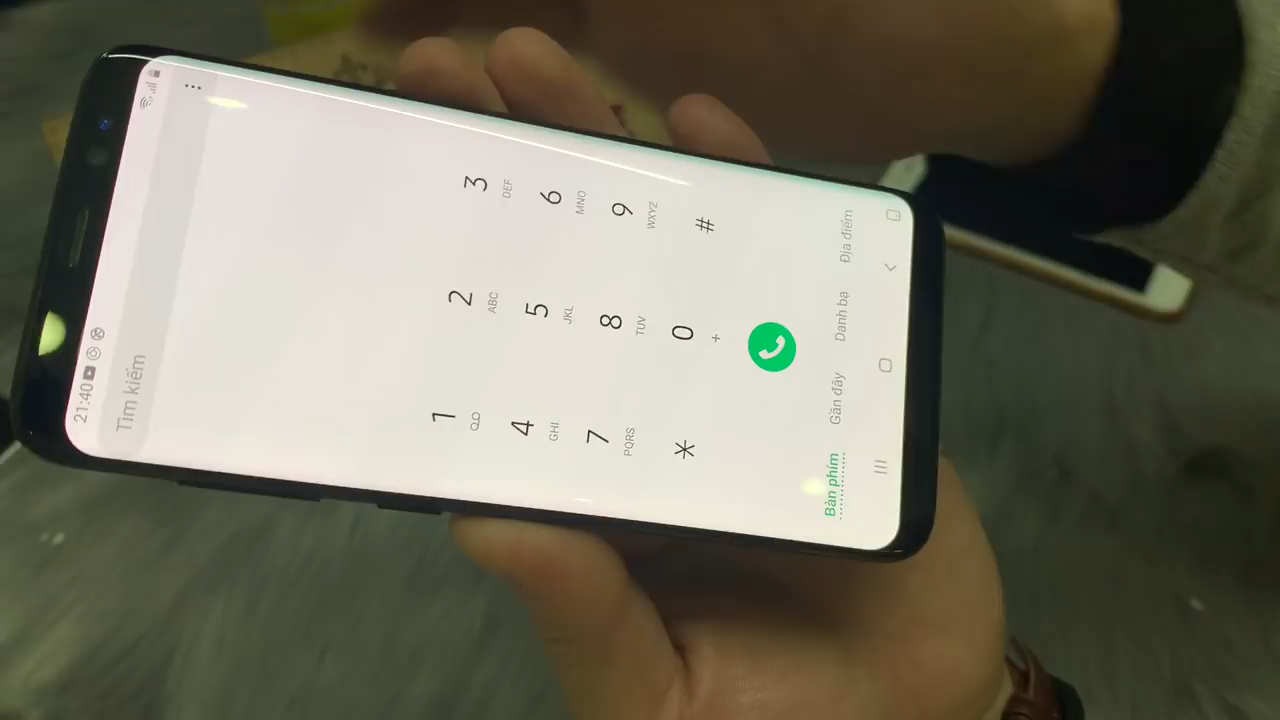 21:40
Tìm kiếm
1 2 3
ABC DEF
4 5 6
GHI JKL MNO
7 8 9
PQRS TUV WXYZ
* 0 #
+
Bàn phím Gần đây Danh bạ Địa điểm